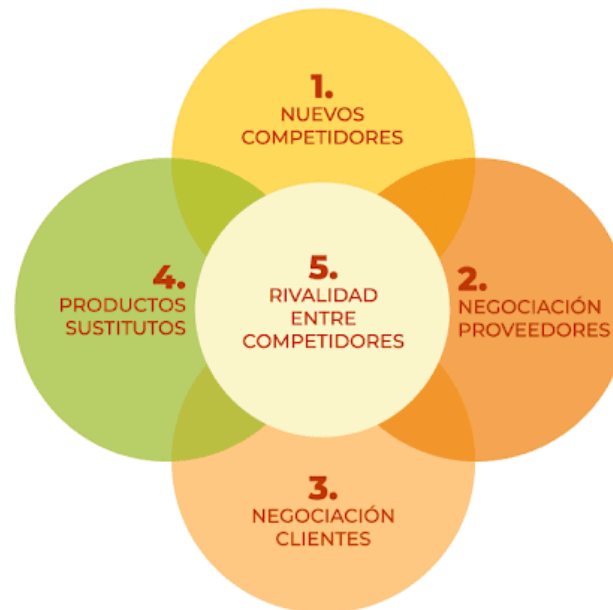 1.
NUEVOS
COMPETIDORES
4.
PRODUCTOS
SUSTITUTOS
5.
RIVALIDAD
ENTRE
COMPETIDORES
2.
NEGOCIACIÓN
PROVEEDORES
3.
NEGOCIACIÓN
CLIENTES